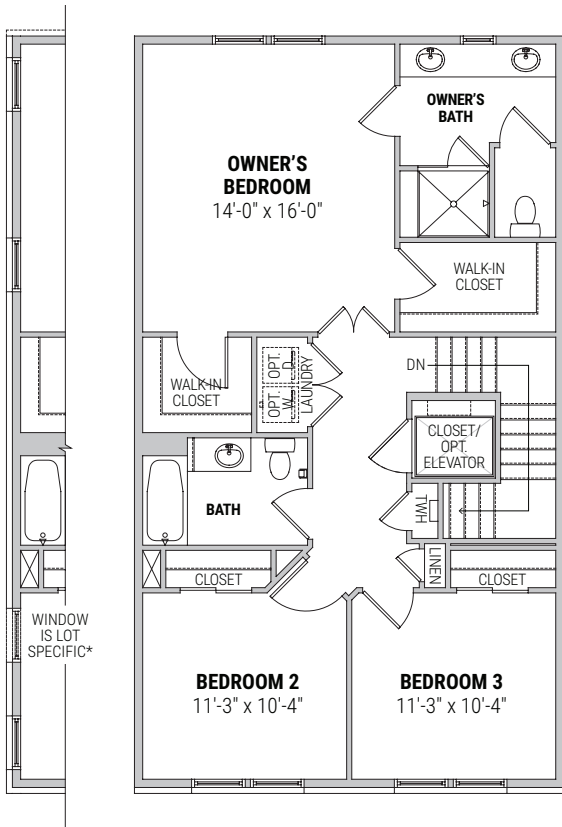 OWNER'S
BATH
OWNER'S
BEDROOM
14'-0" x 16'-0"
WALK-IN
CLOSET
DN
OPT.
D
OPT.
W
LAUNDRY
WALK-IN
CLOSET
CLOSET/
OPT.
ELEVATOR
BATH
TWH
LINEN
CLOSET
CLOSET
WINDOW
IS LOT
SPECIFIC*
BEDROOM 2
11'-3" x 10'-4"
BEDROOM 3
11'-3" x 10'-4"